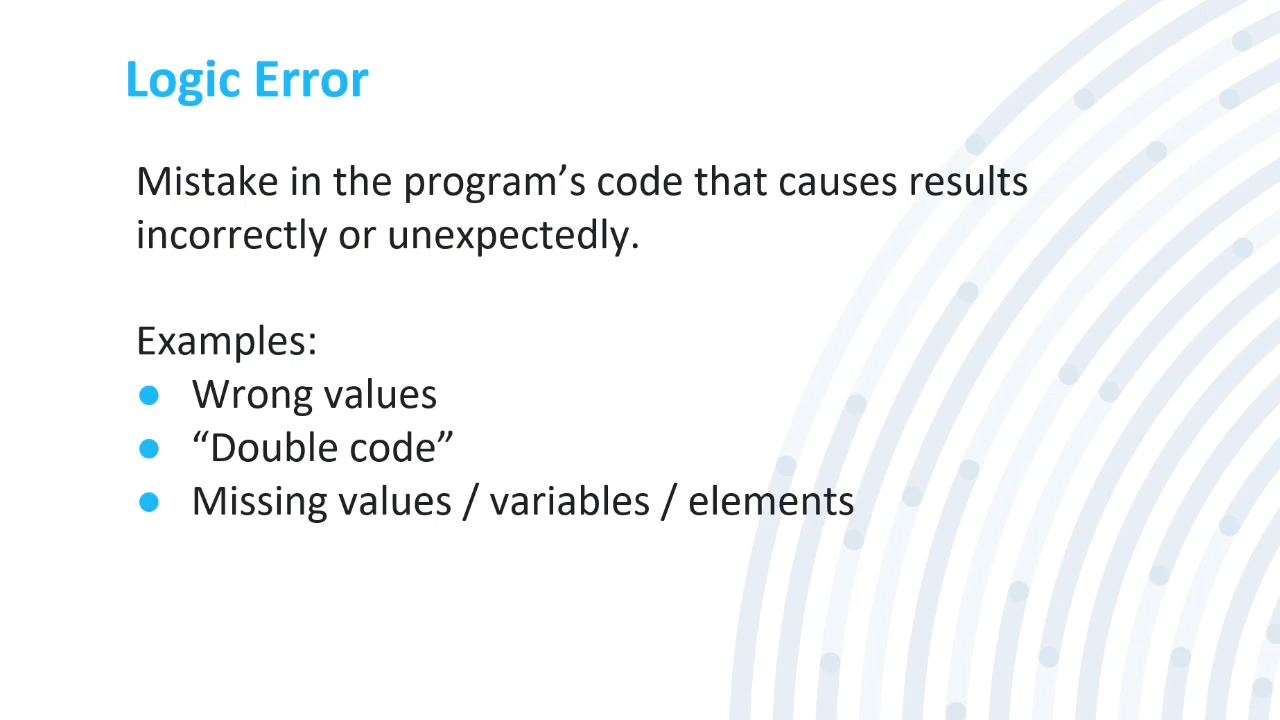 Logic Error
Mistake in the program’s code that causes results
incorrectly or unexpectedly.
Examples:
● Wrong values
● “Double code”
● Missing values / variables / elements